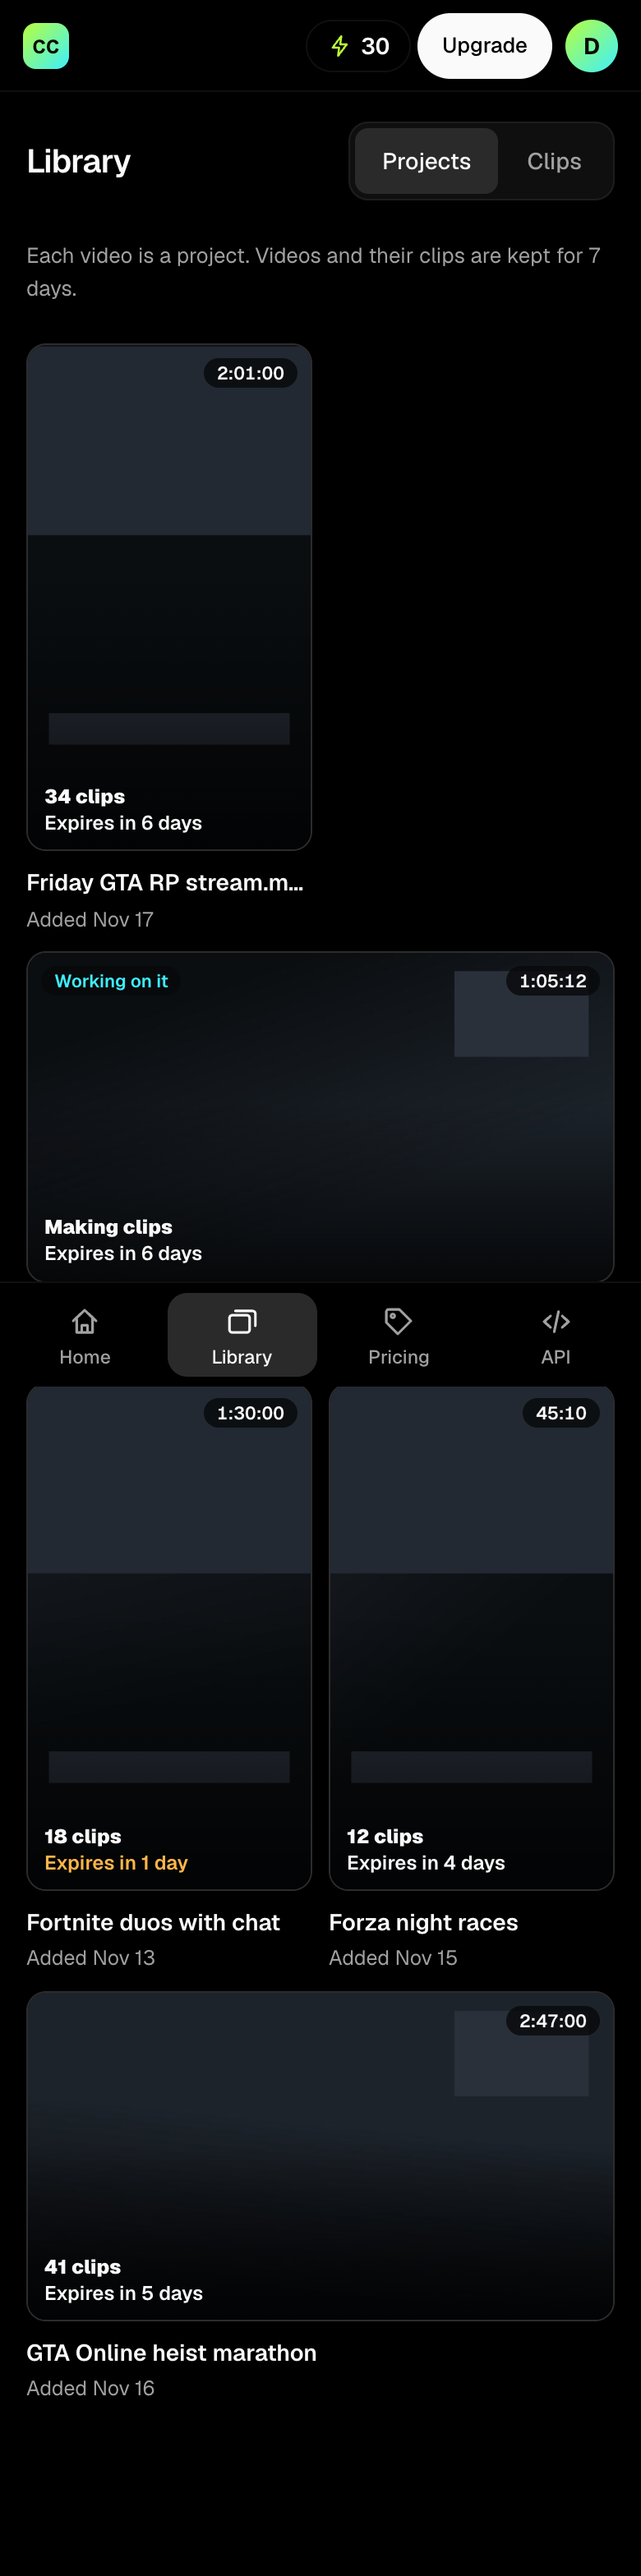 CC
30
Upgrade
D
Library
Projects
Clips
Each video is a project. Videos and their clips are kept for 7
days.
2:01:00
34 clips
Expires in 6 days
Friday GTA RP stream.m...
Added Nov 17
Working on it
1:05:12
Making clips
Expires in 6 days
Home
Library
Pricing
API
1:30:00
45:10
18 clips
Expires in 1 day
12 clips
Expires in 4 days
Fortnite duos with chat
Added Nov 13
Forza night races
Added Nov 15
2:47:00
41 clips
Expires in 5 days
GTA Online heist marathon
Added Nov 16